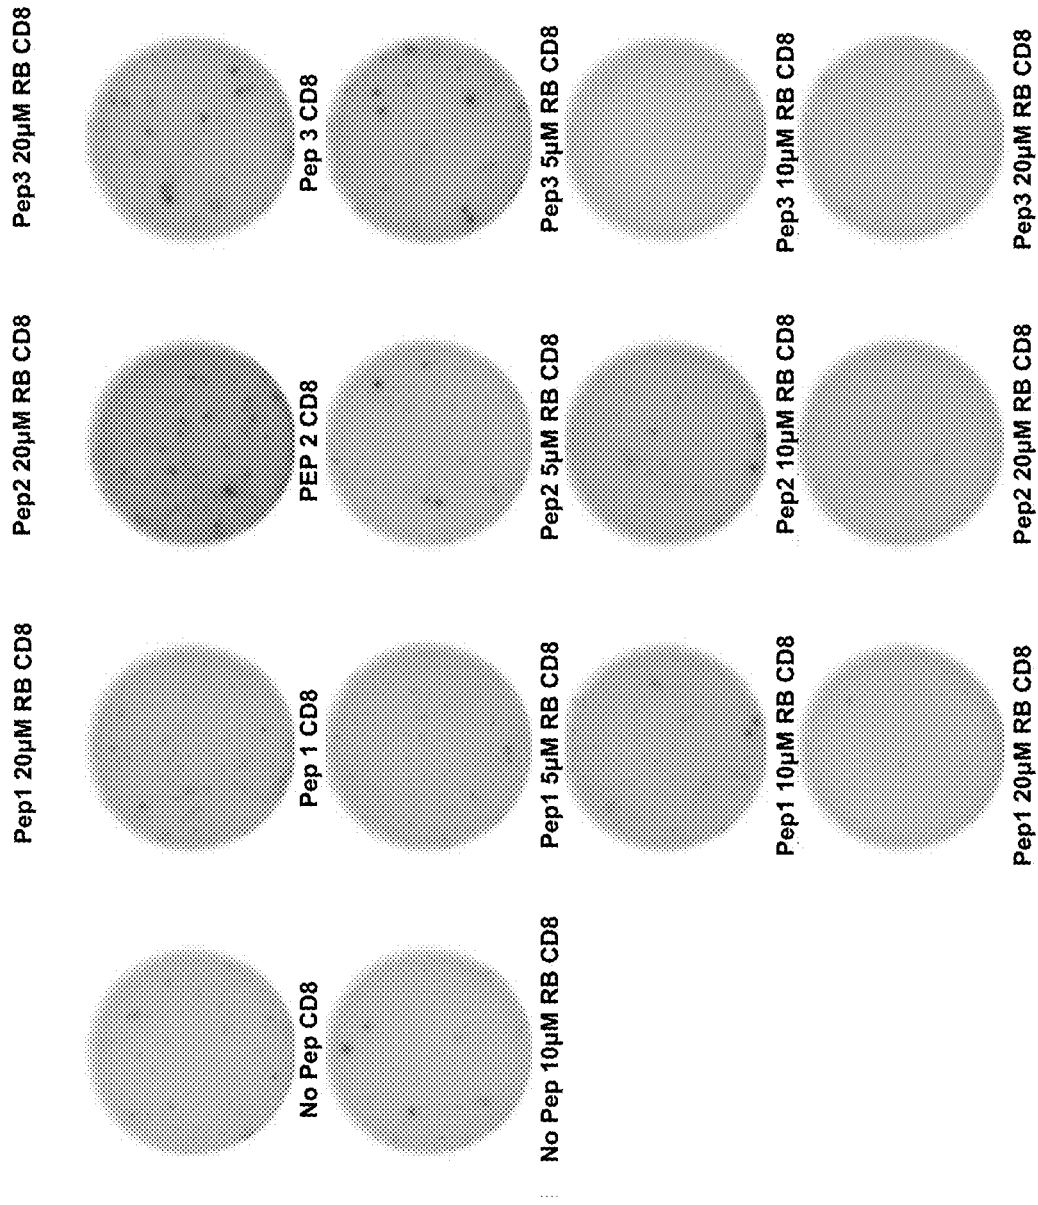 Pep1 20µM RB CD8
Pep2 20µM RB CD8
Pep3 20µM RB CD8
No Pep CD8
Pep 1 CD8
PEP 2 CD8
Pep 3 CD8
No Pep 10µM RB CD8
Pep1 5µM RB CD8
Pep2 5µM RB CD8
Pep3 5µM RB CD8
Pep1 10µM RB CD8
Pep2 10µM RB CD8
Pep3 10µM RB CD8
Pep1 20µM RB CD8
Pep2 20µM RB CD8
Pep3 20µM RB CD8